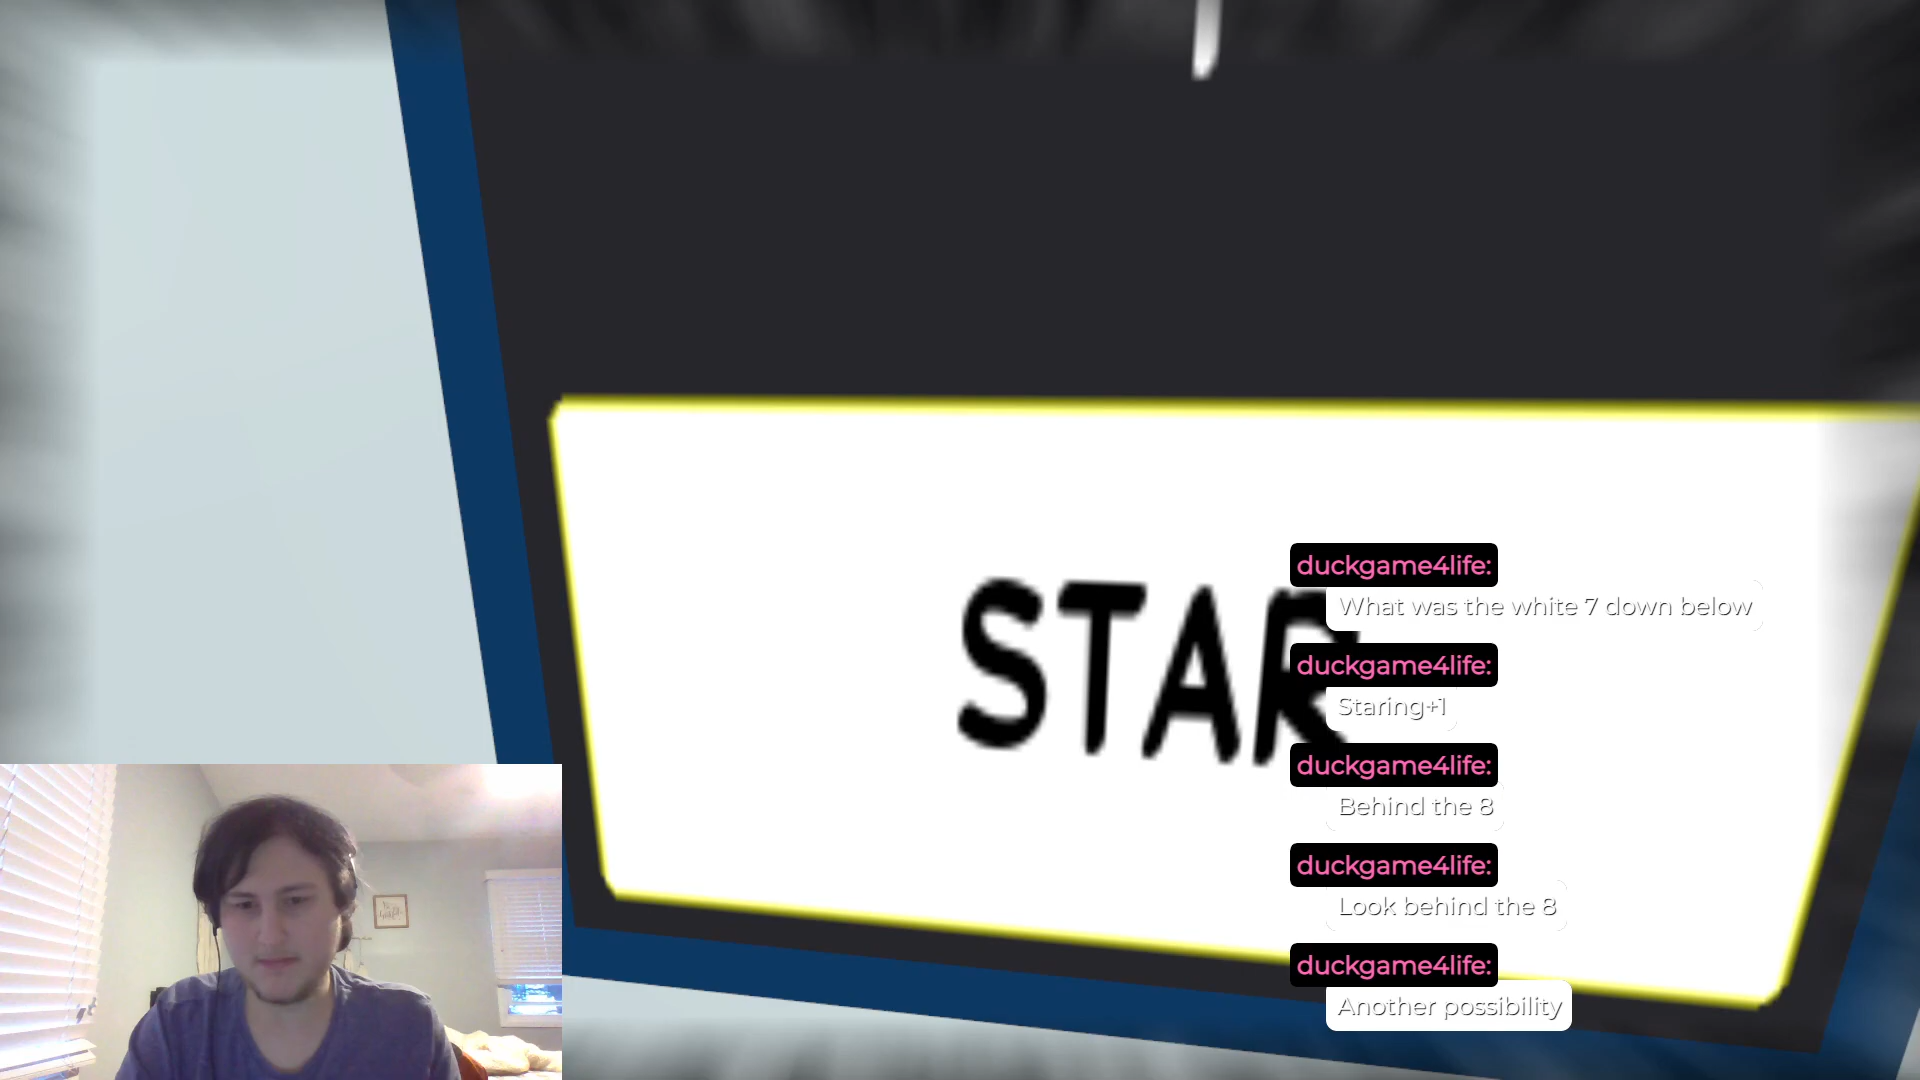 STAR
duckgame4life:
What was the white 7 down below
duckgame4life:
Staring+1
duckgame4life:
Behind the 8
duckgame4life:
Look behind the 8
duckgame4life:
Another possibility